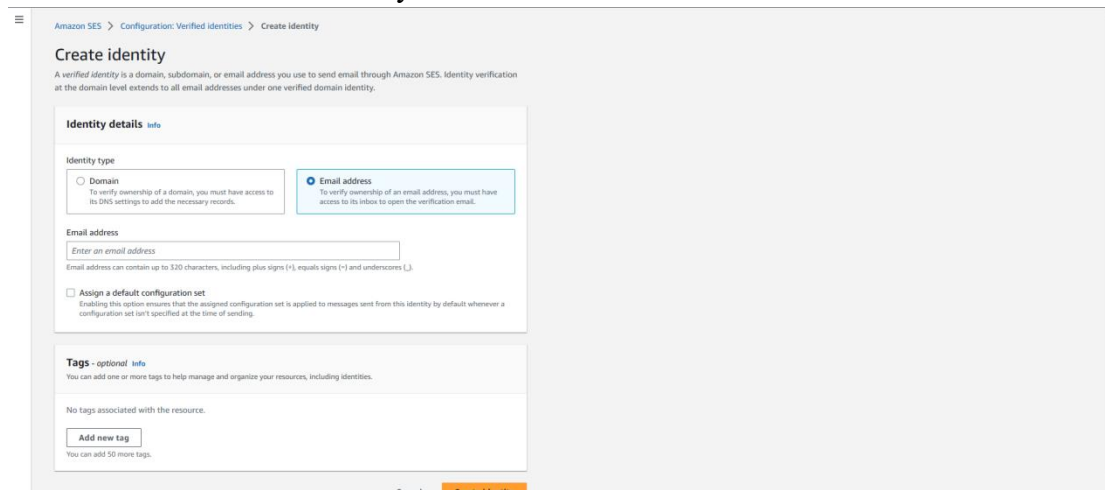 Amazon SES > Configuration: Verified identities > Create identity
Create identity
A verified identity is a domain, subdomain, or email address you use to send email through Amazon SES. Identity verification
at the domain level extends to all email addresses under one verified domain identity.
Identity details Info
Identity type
Domain
To verify ownership of a domain, you must have access to
its DNS settings to add the necessary records.
Email address
To verify ownership of an email address, you must have
access to its inbox to open the verification email.
Email address
Enter an email address
Email address can contain up to 320 characters, including plus signs (+), equals signs (=) and underscores (_).
Assign a default configuration set
Enabling this option ensures that the assigned configuration set is applied to messages sent from this identity by default whenever a
configuration set isn't specified at the time of sending.
Tags - optional Info
You can add one or more tags to help manage and organize your resources, including identities.
No tags associated with the resource.
Add new tag
You can add 50 more tags.